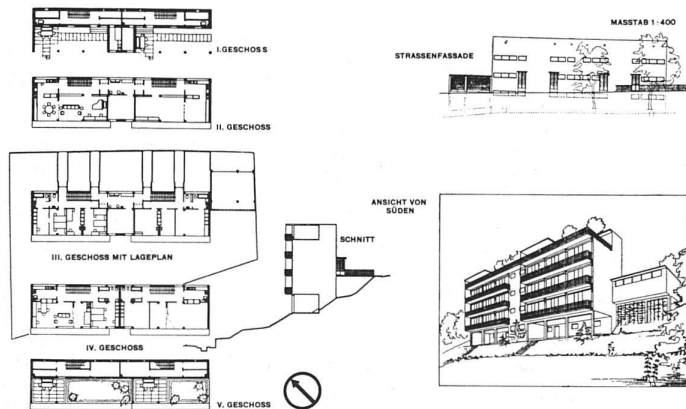 I.GESCHOSS
II. GESCHOSS
III. GESCHOSS MIT LAGEPLAN
IV. GESCHOSS
V. GESCHOSS
SCHNITT
MASSTAB 1:400
STRASSENFASSADE
ANSICHT VON
SÜDEN